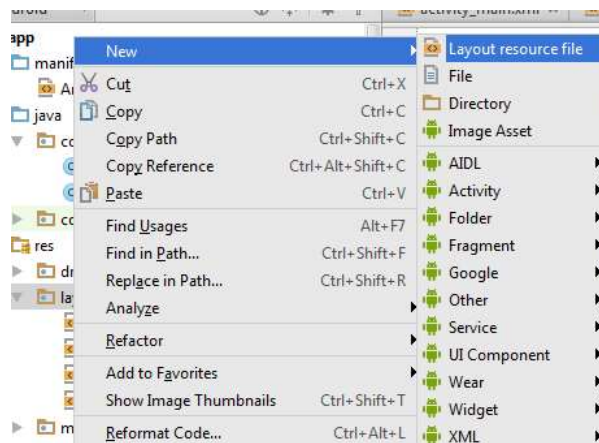 activity_main.xml
app
manif
java
res
New
Cut Ctrl+X
Copy Ctrl+C
Copy Path Ctrl+Shift+C
Copy Reference Ctrl+Alt+Shift+C
Paste Ctrl+V
Find Usages Alt+F7
Find in Path... Ctrl+Shift+F
Replace in Path... Ctrl+Shift+R
Analyze
Refactor
Add to Favorites
Show Image Thumbnails Ctrl+Shift+T
Reformat Code... Ctrl+Alt+L
Layout resource file
File
Directory
Image Asset
AIDL
Activity
Folder
Fragment
Google
Other
Service
UI Component
Wear
Widget
XML